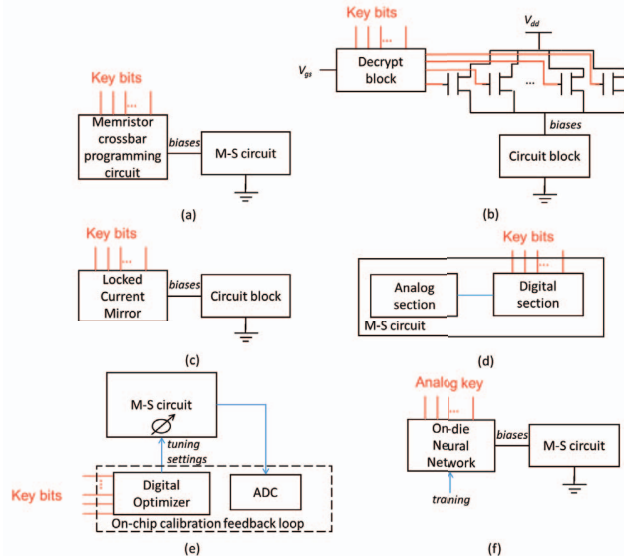 Key bits
...
Memristor
crossbar
programming
circuit
biases
M-S circuit
(a)
Key bits
...
V_gs
Decrypt
block
V_dd
...
biases
Circuit block
(b)
Key bits
...
Locked
Current
Mirror
biases
Circuit block
(c)
Key bits
...
Analog
section
Digital
section
M-S circuit
(d)
M-S circuit
tuning
settings
Key bits
...
Digital
Optimizer
ADC
On-chip calibration feedback loop
(e)
Analog key
...
On-die
Neural
Network
biases
M-S circuit
traning
(f)